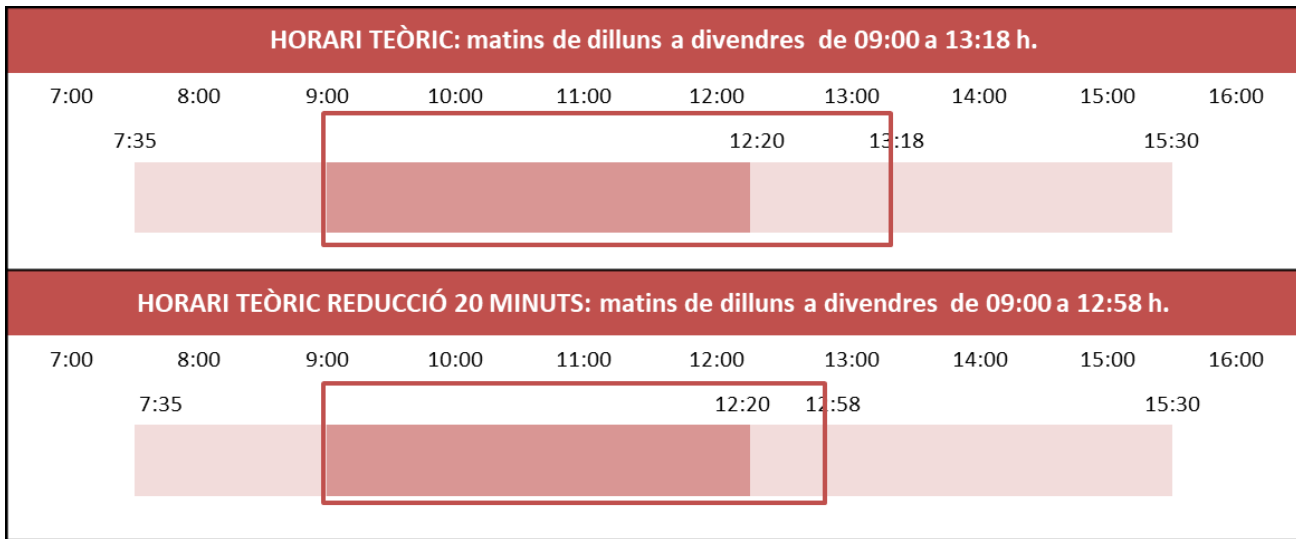 HORARI TEÒRIC: matins de dilluns a divendres de 09:00 a 13:18 h.
7:00 8:00 9:00 10:00 11:00 12:00 13:00 14:00 15:00 16:00
7:35 12:20 13:18 15:30
HORARI TEÒRIC REDUCCIÓ 20 MINUTS: matins de dilluns a divendres de 09:00 a 12:58 h.
7:00 8:00 9:00 10:00 11:00 12:00 13:00 14:00 15:00 16:00
7:35 12:20 12:58 15:30